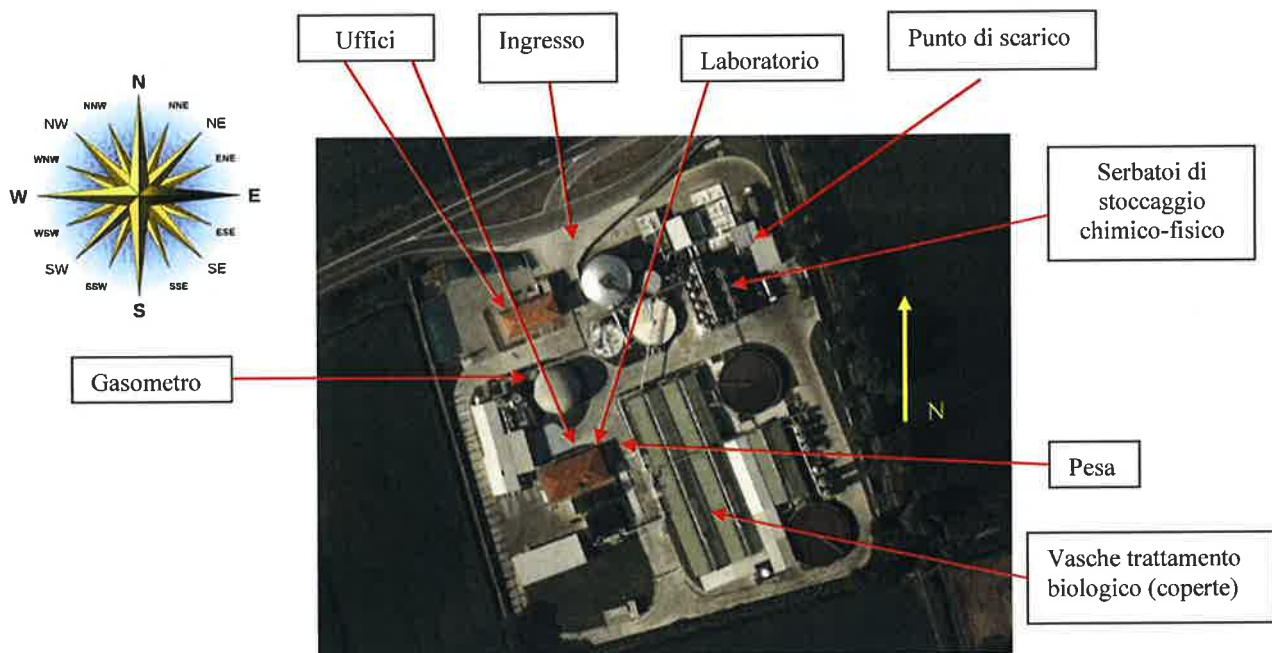 Uffici
Ingresso
Laboratorio
Punto di scarico
N
NNW
NNE
NW
NE
WNW
ENE
W
E
WSW
ESE
SW
SE
SSW
SSE
S
Serbatoi di
stoccaggio
chimico-fisico
Gasometro
N
Pesa
Vasche trattamento
biologico (coperte)